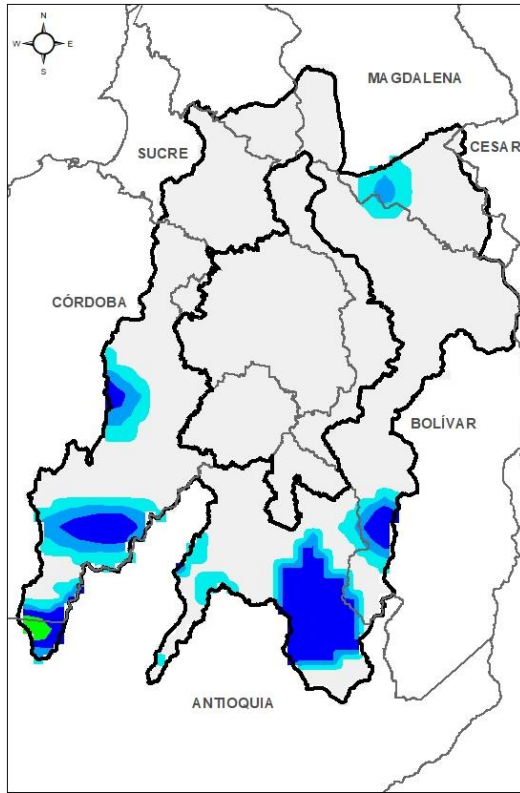 N
W E
S
MAGDALENA
CESAR
SUCRE
CÓRDOBA
BOLÍVAR
ANTIOQUIA